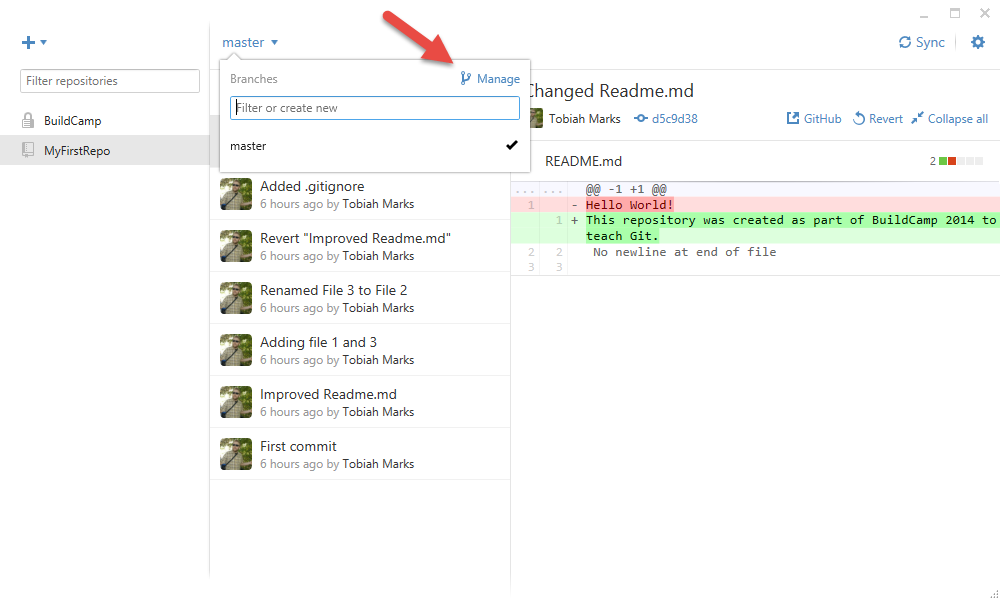 master
Sync
Filter repositories
BuildCamp
MyFirstRepo
Branches
Manage
Filter or create new
master
Added .gitignore
6 hours ago by Tobiah Marks
Revert "Improved Readme.md"
6 hours ago by Tobiah Marks
Renamed File 3 to File 2
6 hours ago by Tobiah Marks
Adding file 1 and 3
6 hours ago by Tobiah Marks
Improved Readme.md
6 hours ago by Tobiah Marks
First commit
6 hours ago by Tobiah Marks
Changed Readme.md
Tobiah Marks d5c9d38 GitHub Revert Collapse all
README.md 2
... ... @@ -1 +1 @@
1 - Hello World!
1 + This repository was created as part of BuildCamp 2014 to
teach Git.
2 2 No newline at end of file
3 3